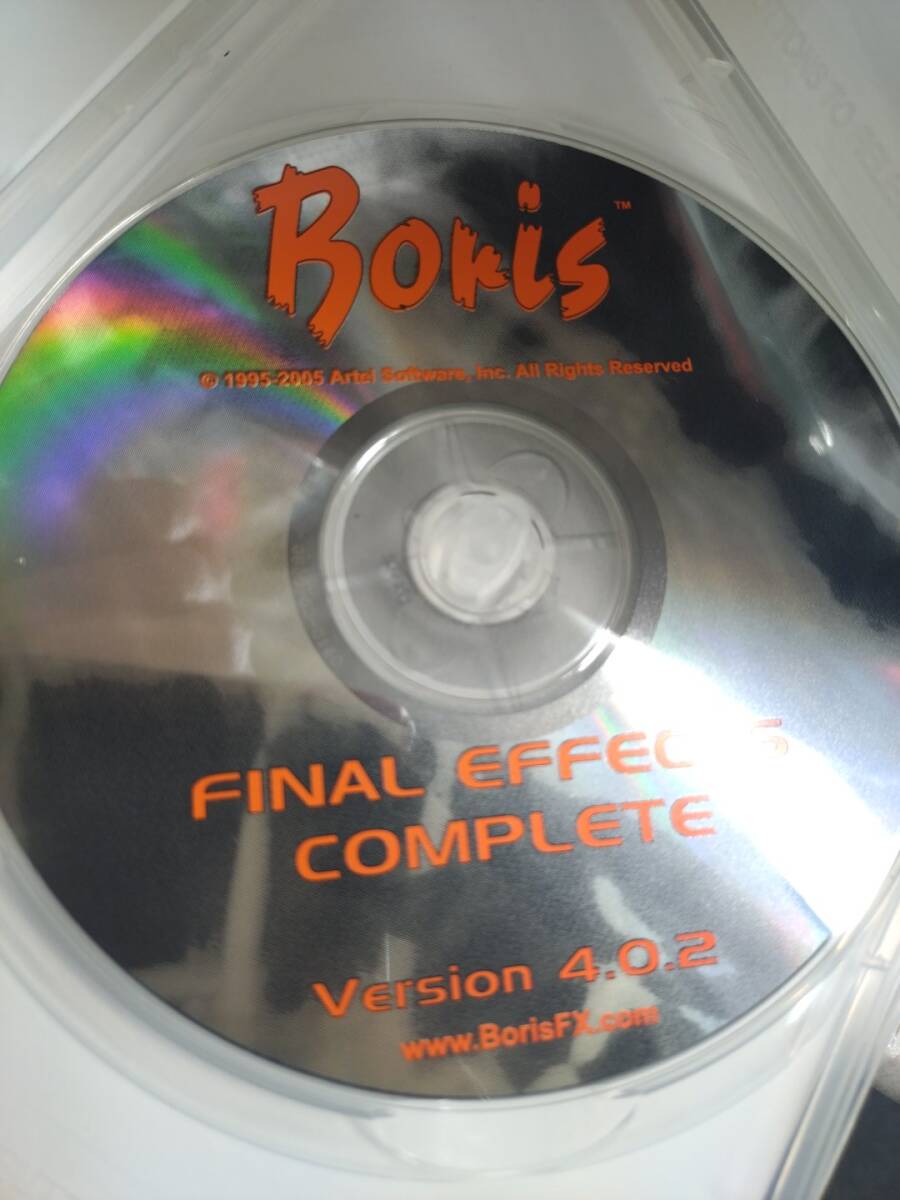 Boris™
© 1995-2005 Artel Software, Inc. All Rights Reserved
FINAL EFFECTS
COMPLETE
Version 4.0.2
www.BorisFX.com